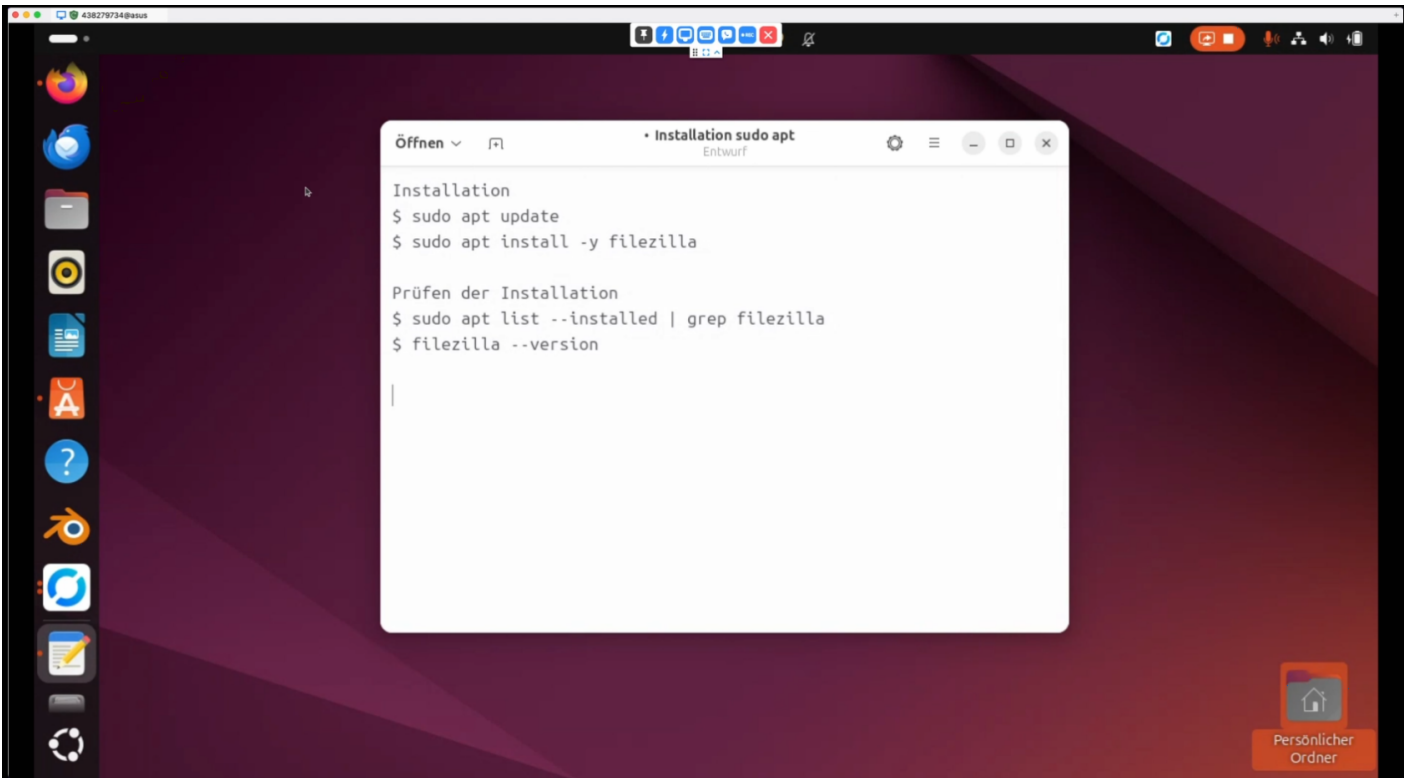 438279734@asus
REC
Öffnen
• Installation sudo apt
Entwurf
Installation
$ sudo apt update
$ sudo apt install -y filezilla
Prüfen der Installation
$ sudo apt list --installed | grep filezilla
$ filezilla --version
Persönlicher
Ordner